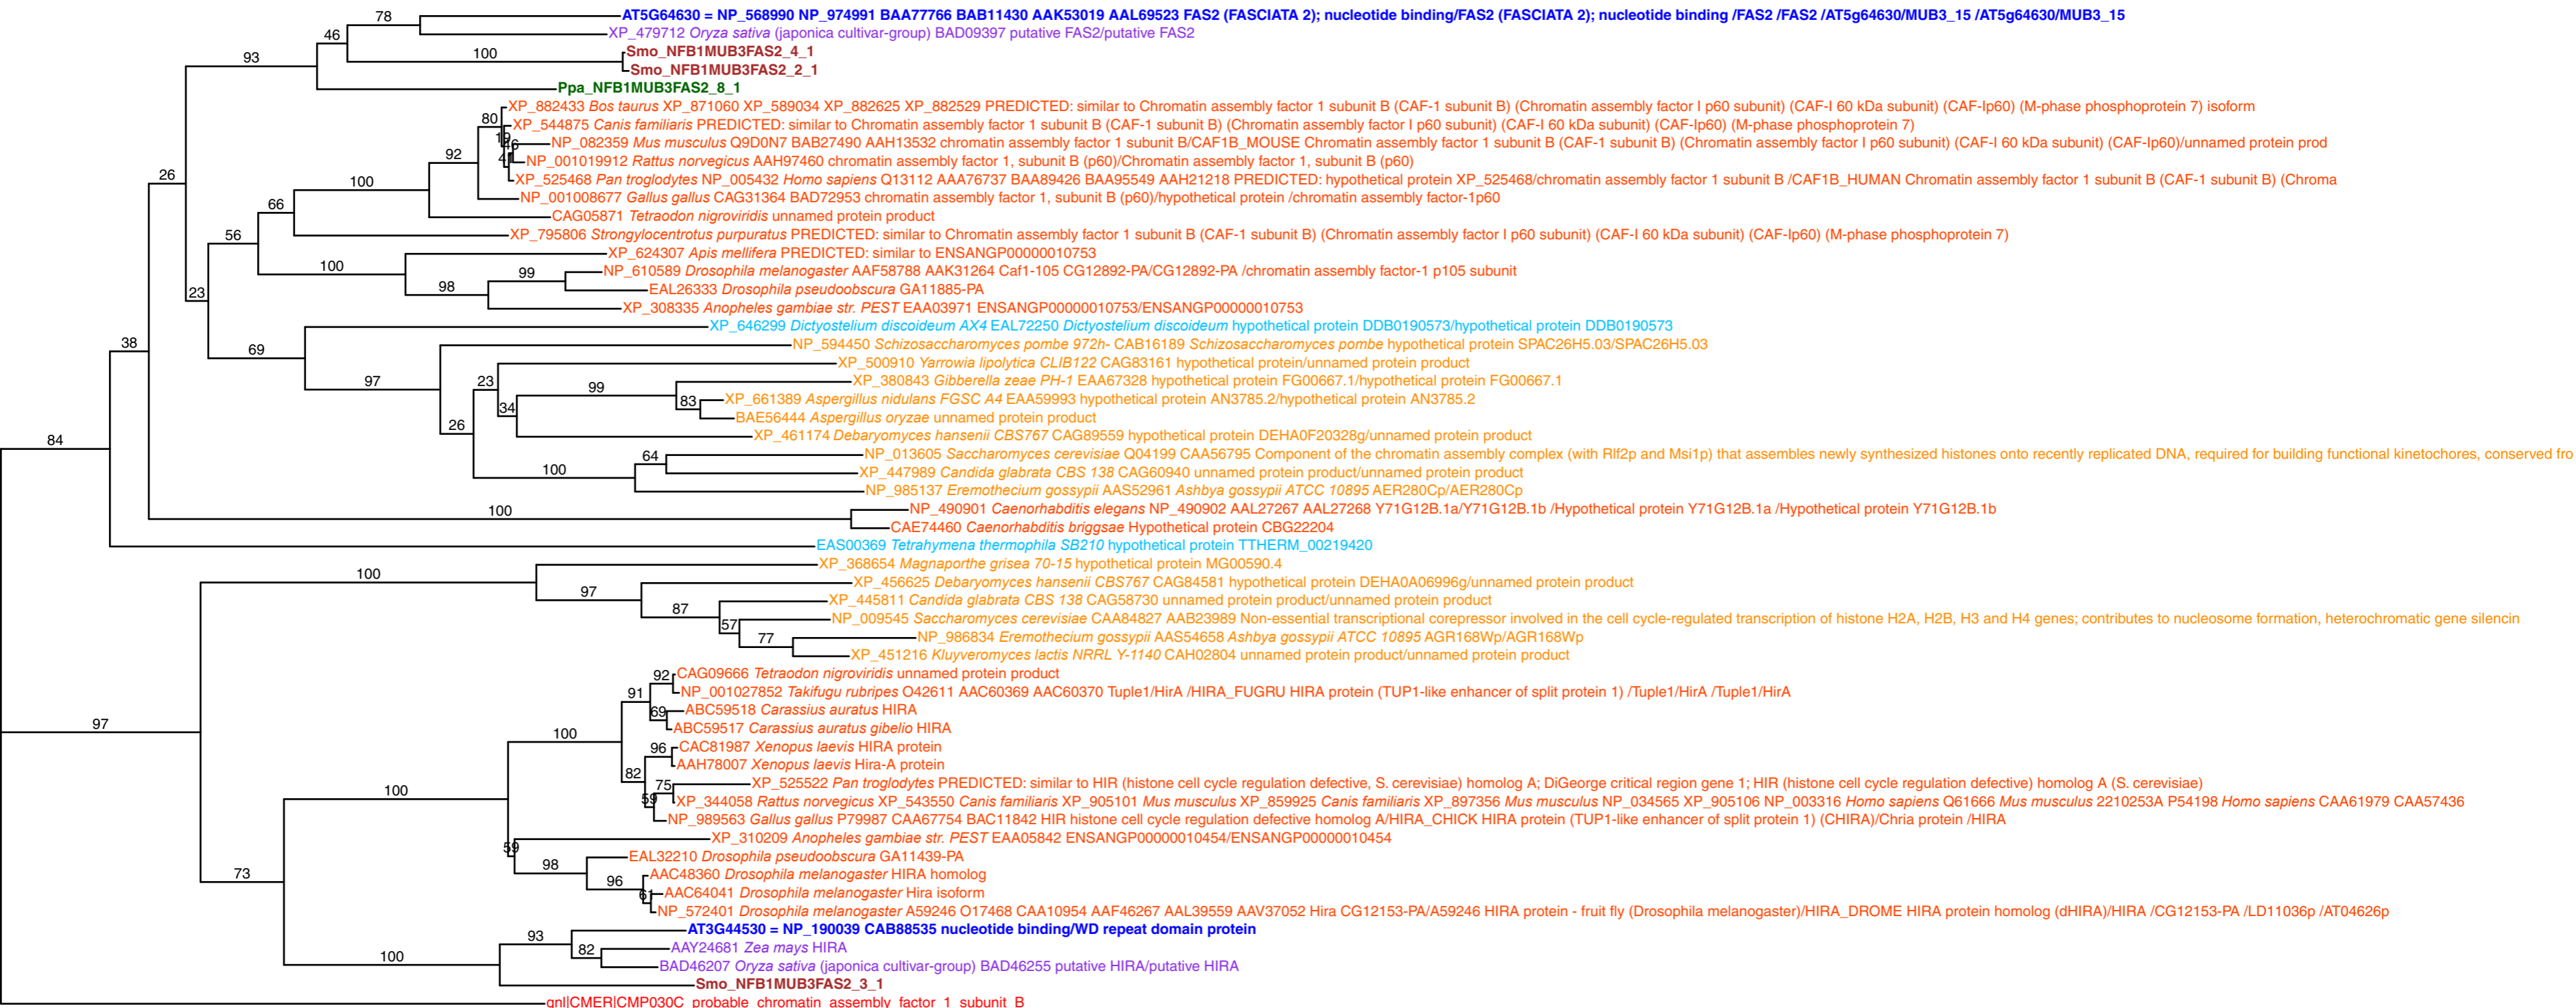 78
AT5G64630 = NP_568990 NP_974991 BAA77766 BAB11430 AAK53019 AAL69523 FAS2 (FASCIATA 2); nucleotide binding/FAS2 (FASCIATA 2); nucleotide binding /FAS2 /FAS2 /AT5g64630/MUB3_15 /AT5g64630/MUB3_15
46
XP_479712 Oryza sativa (japonica cultivar-group) BAD09397 putative FAS2/putative FAS2
93
100
Smo_NFB1MUB3FAS2_4_1
Smo_NFB1MUB3FAS2_2_1
Ppa_NFB1MUB3FAS2_8_1
XP_882433 Bos taurus XP_871060 XP_589034 XP_882625 XP_882529 PREDICTED: similar to Chromatin assembly factor 1 subunit B (CAF-1 subunit B) (Chromatin assembly factor I p60 subunit) (CAF-I 60 kDa subunit) (CAF-Ip60) (M-phase phosphoprotein 7) isoform
80
XP_544875 Canis familiaris PREDICTED: similar to Chromatin assembly factor 1 subunit B (CAF-1 subunit B) (Chromatin assembly factor I p60 subunit) (CAF-I 60 kDa subunit) (CAF-Ip60) (M-phase phosphoprotein 7)
NP_082359 Mus musculus Q9D0N7 BAB27490 AAH13532 chromatin assembly factor 1 subunit B/CAF1B_MOUSE Chromatin assembly factor 1 subunit B (CAF-1 subunit B) (Chromatin assembly factor I p60 subunit) (CAF-I 60 kDa subunit) (CAF-Ip60)/unnamed protein prod
92
NP_001019912 Rattus norvegicus AAH97460 chromatin assembly factor 1, subunit B (p60)/Chromatin assembly factor 1, subunit B (p60)
26
100
XP_525468 Pan troglodytes NP_005432 Homo sapiens Q13112 AAA76737 BAA89426 BAA95549 AAH21218 PREDICTED: hypothetical protein XP_525468/chromatin assembly factor 1 subunit B /CAF1B_HUMAN Chromatin assembly factor 1 subunit B (CAF-1 subunit B) (Chroma
NP_001008677 Gallus gallus CAG31364 BAD72953 chromatin assembly factor 1, subunit B (p60)/hypothetical protein /chromatin assembly factor-1p60
66
CAG05871 Tetraodon nigroviridis unnamed protein product
56
XP_795806 Strongylocentrotus purpuratus PREDICTED: similar to Chromatin assembly factor 1 subunit B (CAF-1 subunit B) (Chromatin assembly factor I p60 subunit) (CAF-I 60 kDa subunit) (CAF-Ip60) (M-phase phosphoprotein 7)
XP_624307 Apis mellifera PREDICTED: similar to ENSANGP00000010753
100
99
NP_610589 Drosophila melanogaster AAF58788 AAK31264 Caf1-105 CG12892-PA/CG12892-PA /chromatin assembly factor-1 p105 subunit
98
EAL26333 Drosophila pseudoobscura GA11885-PA
23
XP_308335 Anopheles gambiae str. PEST EAA03971 ENSANGP00000010753/ENSANGP00000010753
XP_646299 Dictyostelium discoideum AX4 EAL72250 Dictyostelium discoideum hypothetical protein DDB0190573/hypothetical protein DDB0190573
38
69
NP_594450 Schizosaccharomyces pombe 972h- CAB16189 Schizosaccharomyces pombe hypothetical protein SPAC26H5.03/SPAC26H5.03
XP_500910 Yarrowia lipolytica CLIB122 CAG83161 hypothetical protein/unnamed protein product
97
23
99
XP_380843 Gibberella zeae PH-1 EAA67328 hypothetical protein FG00667.1/hypothetical protein FG00667.1
34
83
XP_661389 Aspergillus nidulans FGSC A4 EAA59993 hypothetical protein AN3785.2/hypothetical protein AN3785.2
BAE56444 Aspergillus oryzae unnamed protein product
26
84
XP_461174 Debaryomyces hansenii CBS767 CAG89559 hypothetical protein DEHA0F20328g/unnamed protein product
64
NP_013605 Saccharomyces cerevisiae Q04199 CAA56795 Component of the chromatin assembly complex (with Rlf2p and Msi1p) that assembles newly synthesized histones onto recently replicated DNA, required for building functional kinetochores, conserved fro
100
XP_447989 Candida glabrata CBS 138 CAG60940 unnamed protein product/unnamed protein product
NP_985137 Eremothecium gossypii AAS52961 Ashbya gossypii ATCC 10895 AER280Cp/AER280Cp
100
NP_490901 Caenorhabditis elegans NP_490902 AAL27267 AAL27268 Y71G12B.1a/Y71G12B.1b /Hypothetical protein Y71G12B.1a /Hypothetical protein Y71G12B.1b
CAE74460 Caenorhabditis briggsae Hypothetical protein CBG22204
EAS00369 Tetrahymena thermophila SB210 hypothetical protein TTHERM_00219420
100
XP_368654 Magnaporthe grisea 70-15 hypothetical protein MG00590.4
97
XP_456625 Debaryomyces hansenii CBS767 CAG84581 hypothetical protein DEHA0A06996g/unnamed protein product
87
XP_445811 Candida glabrata CBS 138 CAG58730 unnamed protein product/unnamed protein product
57
NP_009545 Saccharomyces cerevisiae CAA84827 AAB23989 Non-essential transcriptional corepressor involved in the cell cycle-regulated transcription of histone H2A, H2B, H3 and H4 genes; contributes to nucleosome formation, heterochromatic gene silencin
77
NP_986834 Eremothecium gossypii AAS54658 Ashbya gossypii ATCC 10895 AGR168Wp/AGR168Wp
XP_451216 Kluyveromyces lactis NRRL Y-1140 CAH02804 unnamed protein product/unnamed protein product
92
CAG09666 Tetraodon nigroviridis unnamed protein product
91
NP_001027852 Takifugu rubripes O42611 AAC60369 AAC60370 Tuple1/HirA /HIRA_FUGRU HIRA protein (TUP1-like enhancer of split protein 1) /Tuple1/HirA /Tuple1/HirA
69
ABC59518 Carassius auratus HIRA
97
ABC59517 Carassius auratus gibelio HIRA
100
96
CAC81987 Xenopus laevis HIRA protein
AAH78007 Xenopus laevis Hira-A protein
82
75
XP_525522 Pan troglodytes PREDICTED: similar to HIR (histone cell cycle regulation defective, S. cerevisiae) homolog A; DiGeorge critical region gene 1; HIR (histone cell cycle regulation defective) homolog A (S. cerevisiae)
100
59
XP_344058 Rattus norvegicus XP_543550 Canis familiaris XP_905101 Mus musculus XP_859925 Canis familiaris XP_897356 Mus musculus NP_034565 XP_905106 NP_003316 Homo sapiens Q61666 Mus musculus 2210253A P54198 Homo sapiens CAA61979 CAA57436
NP_989563 Gallus gallus P79987 CAA67754 BAC11842 HIR histone cell cycle regulation defective homolog A/HIRA_CHICK HIRA protein (TUP1-like enhancer of split protein 1) (CHIRA)/Chria protein /HIRA
XP_310209 Anopheles gambiae str. PEST EAA05842 ENSANGP00000010454/ENSANGP00000010454
59
EAL32210 Drosophila pseudoobscura GA11439-PA
98
73
96
AAC48360 Drosophila melanogaster HIRA homolog
61
AAC64041 Drosophila melanogaster Hira isoform
NP_572401 Drosophila melanogaster A59246 O17468 CAA10954 AAF46267 AAL39559 AAV37052 Hira CG12153-PA/A59246 HIRA protein - fruit fly (Drosophila melanogaster)/HIRA_DROME HIRA protein homolog (dHIRA)/HIRA /CG12153-PA /LD11036p /AT04626p
93
AT3G44530 = NP_190039 CAB88535 nucleotide binding/WD repeat domain protein
82
AAY24681 Zea mays HIRA
100
BAD46207 Oryza sativa (japonica cultivar-group) BAD46255 putative HIRA/putative HIRA
Smo_NFB1MUB3FAS2_3_1
gnl|CMER|CMP030C_probable_chromatin_assembly_factor_1_subunit_B